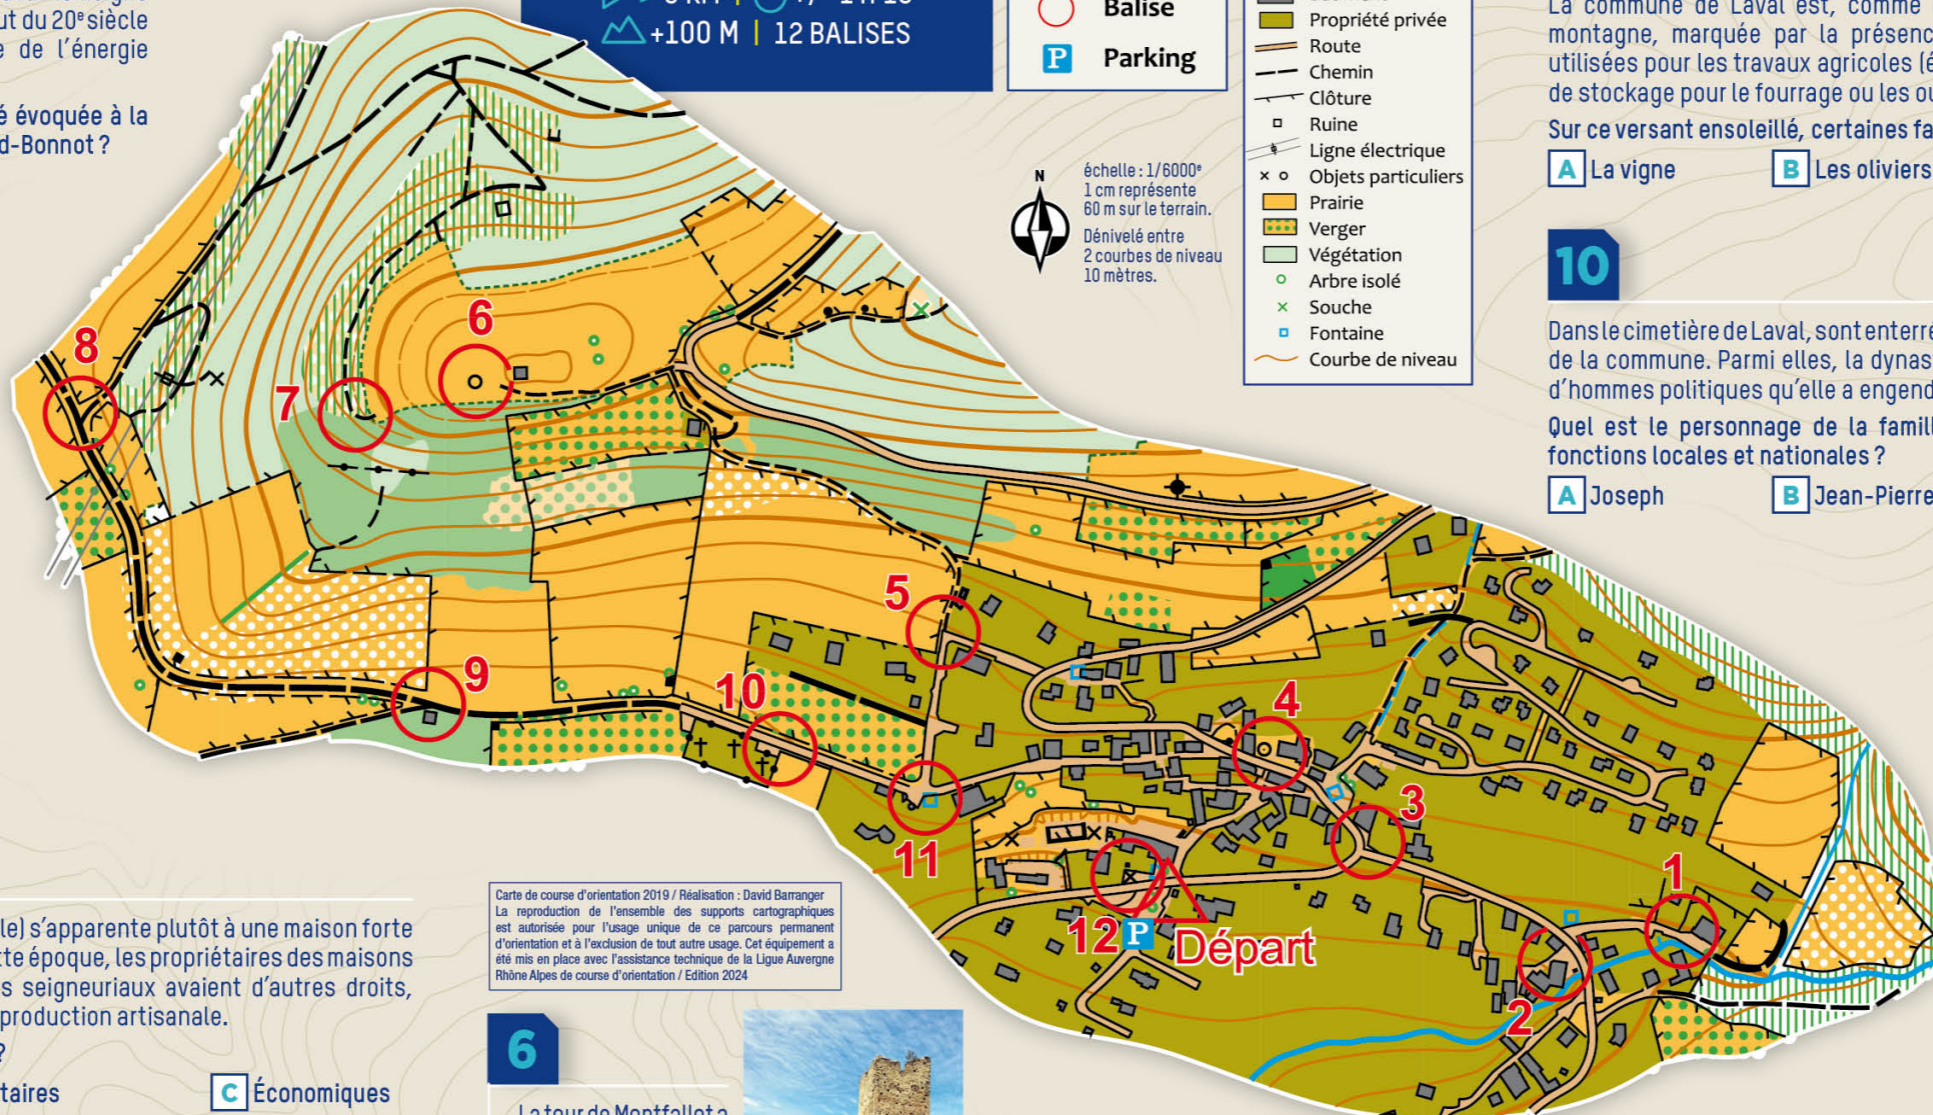 ut du 20e siècle
e de l'énergie
é évoquée à la
d-Bonnot ?
+100 M | 12 BALISES
Balise
P Parking
Propriété privée
Route
Chemin
Clôture
Ruine
Ligne électrique
Objets particuliers
Prairie
Verger
Végétation
Arbre isolé
Souche
Fontaine
Courbe de niveau
N
échelle : 1/6000e
1 cm représente
60 m sur le terrain.
Dénivelé entre
2 courbes de niveau
10 mètres.
La commune de Laval est, comme
montagne, marquée par la présenc
utilisées pour les travaux agricoles (é
de stockage pour le fourrage ou les ou
Sur ce versant ensoleillé, certaines fa
A La vigne
B Les oliviers
10
Dans le cimetière de Laval, sont enterré
de la commune. Parmi elles, la dynas
d'hommes politiques qu'elle a engend
Quel est le personnage de la famill
fonctions locales et nationales ?
A Joseph
B Jean-Pierre
6
8
7
5
9
10
4
3
11
1
12
P
Départ
2
Carte de course d'orientation 2019 / Réalisation : David Barranger
La reproduction de l'ensemble des supports cartographiques
est autorisée pour l'usage unique de ce parcours permanent
d'orientation et à l'exclusion de tout autre usage. Cet équipement a
été mis en place avec l'assistance technique de la Ligue Auvergne
Rhône Alpes de course d'orientation / Edition 2024
le) s'apparente plutôt à une maison forte
tte époque, les propriétaires des maisons
s seigneuriaux avaient d'autres droits,
production artisanale.
?
taires
C Économiques
6
La tour de Montfallet a